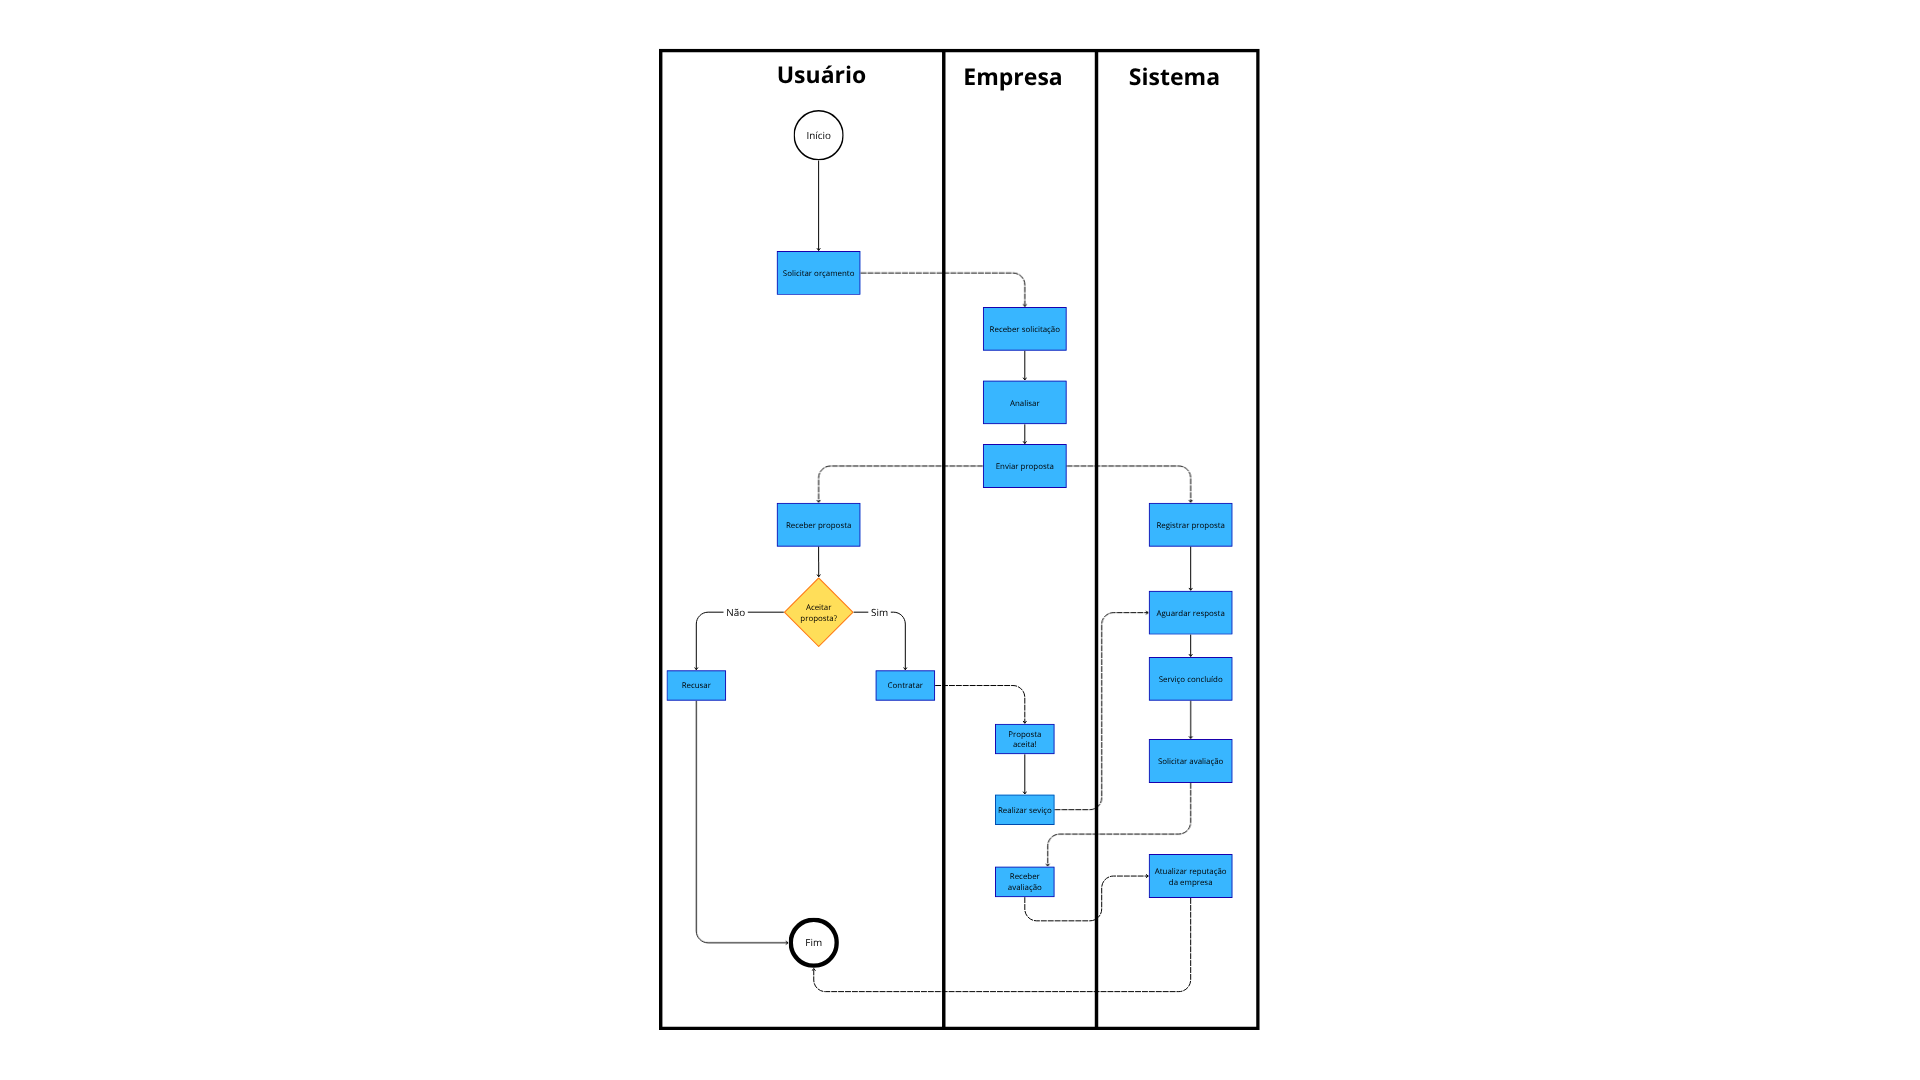 Usuário
Empresa
Sistema
Início
Solicitar orçamento
Receber solicitação
Analisar
Enviar proposta
Receber proposta
Registrar proposta
Aceitar
proposta?
Não
Sim
Aguardar resposta
Recusar
Contratar
Serviço concluído
Proposta
aceita!
Solicitar avaliação
Realizar seviço
Receber
avaliação
Atualizar reputação
da empresa
Fim